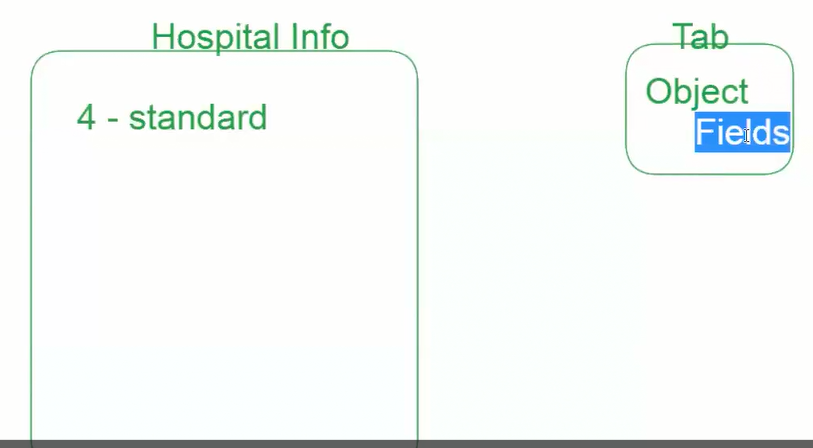 Hospital Info
4 - standard
Tab
Object
Fields